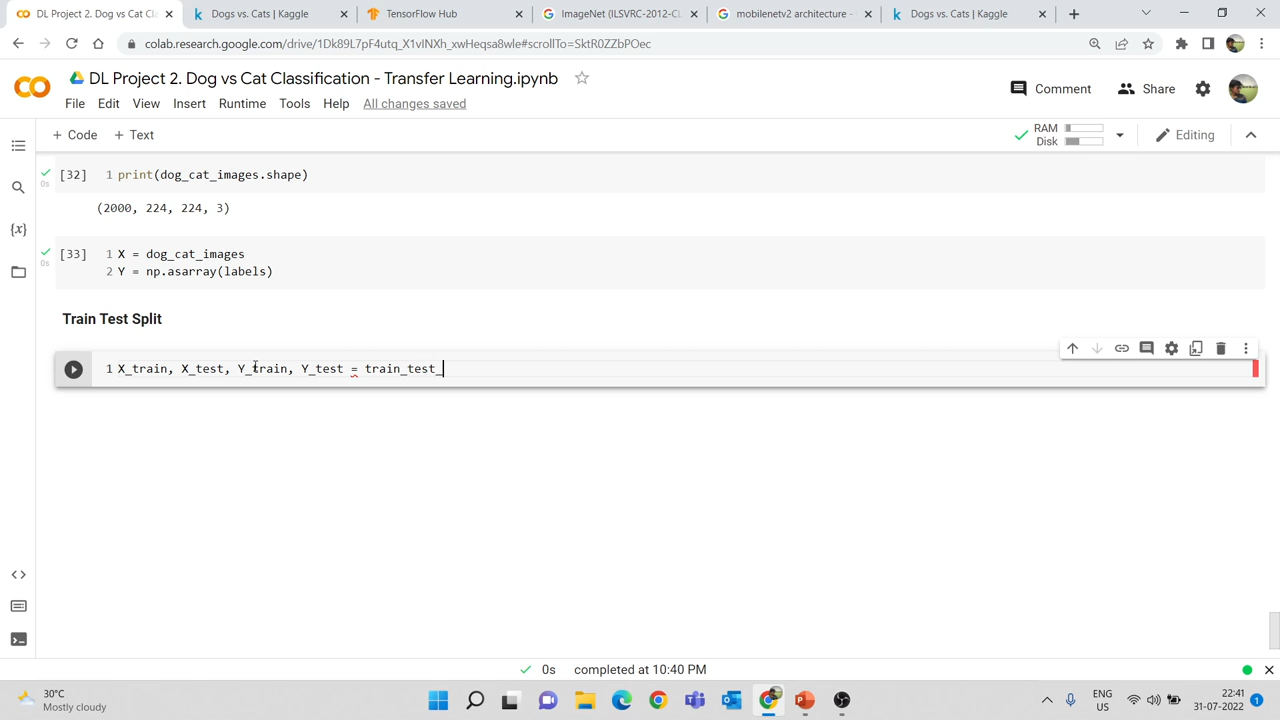 DL Project 2. Dog vs Cat Cl
Dogs vs. Cats | Kaggle
TensorFlow Hub
ImageNet (ILSVRC-2012-CL
mobilenetv2 architecture -
Dogs vs. Cats | Kaggle
colab.research.google.com/drive/1Dk89L7pF4utq_X1vINXh_xwHeqsa8wle#scrollTo=SktR0ZZbPOec
DL Project 2. Dog vs Cat Classification - Transfer Learning.ipynb
File Edit View Insert Runtime Tools Help All changes saved
Comment
Share
+ Code + Text
RAM
Disk
Editing
[32] 1 print(dog_cat_images.shape)
0s
(2000, 224, 224, 3)
[33] 1 X = dog_cat_images
0s
2 Y = np.asarray(labels)
Train Test Split
1 X_train, X_test, Y_train, Y_test = train_test_
{x}
0s completed at 10:40 PM
30°C
Mostly cloudy
ENG
US
22:41
31-07-2022
1